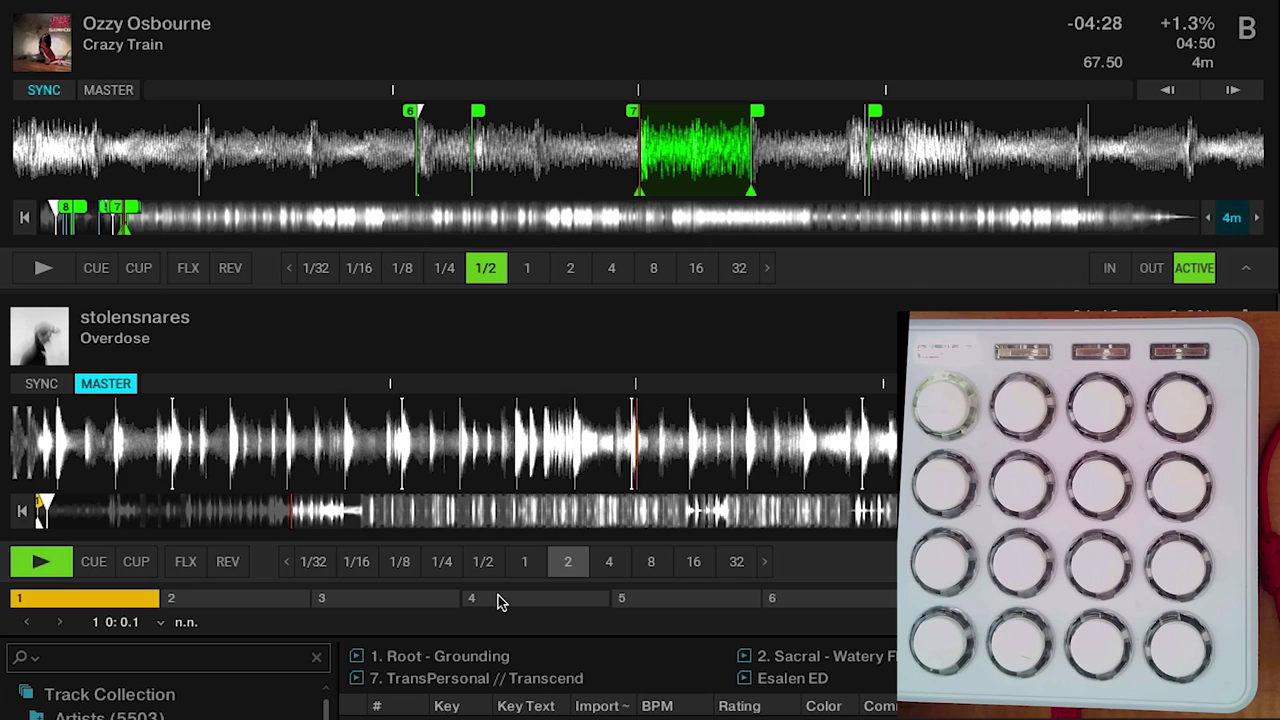 Ozzy Osbourne
Crazy Train
-04:28 +1.3% B
04:50
67.50 4m
SYNC MASTER
6 7
8 7 4m
CUE CUP FLX REV 1/32 1/16 1/8 1/4 1/2 1 2 4 8 16 32 IN OUT ACTIVE
stolensnares
Overdose
SYNC MASTER
CUE CUP FLX REV 1/32 1/16 1/8 1/4 1/2 1 2 4 8 16 32
1 2 3 4 5 6
1 0: 0.1 n.n.
1. Root - Grounding 2. Sacral - Watery
7. TransPersonal // Transcend Esalen ED
Track Collection
# Key Key Text Import ~ BPM Rating Color Com
Artists (5503)